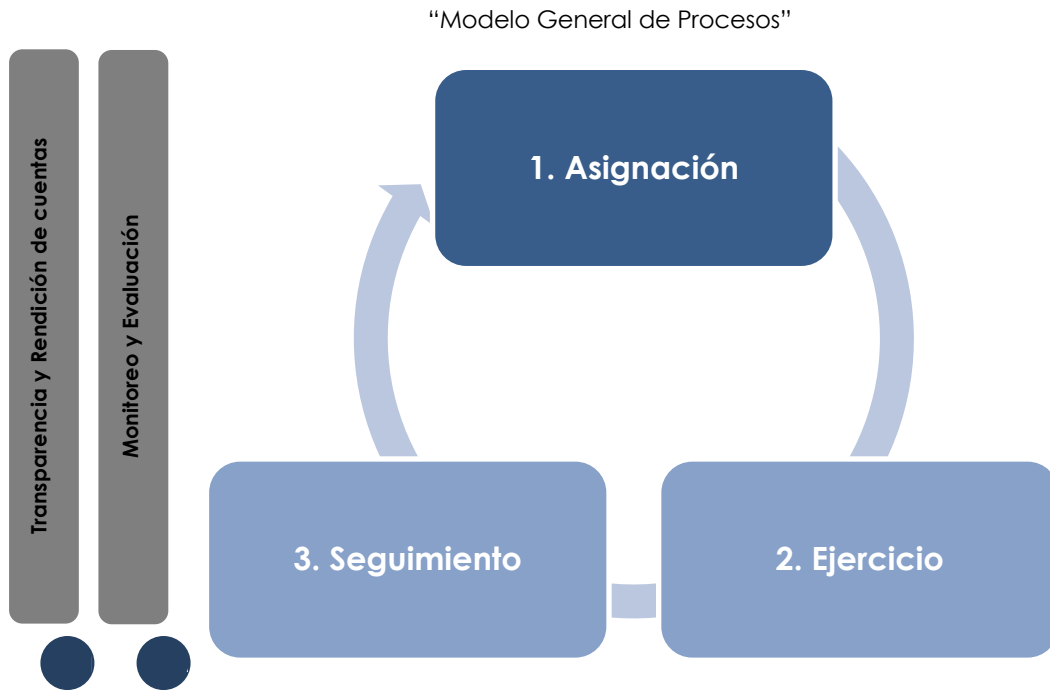 “Modelo General de Procesos”
Transparencia y Rendición de cuentas
Monitoreo y Evaluación
1. Asignación
3. Seguimiento
2. Ejercicio